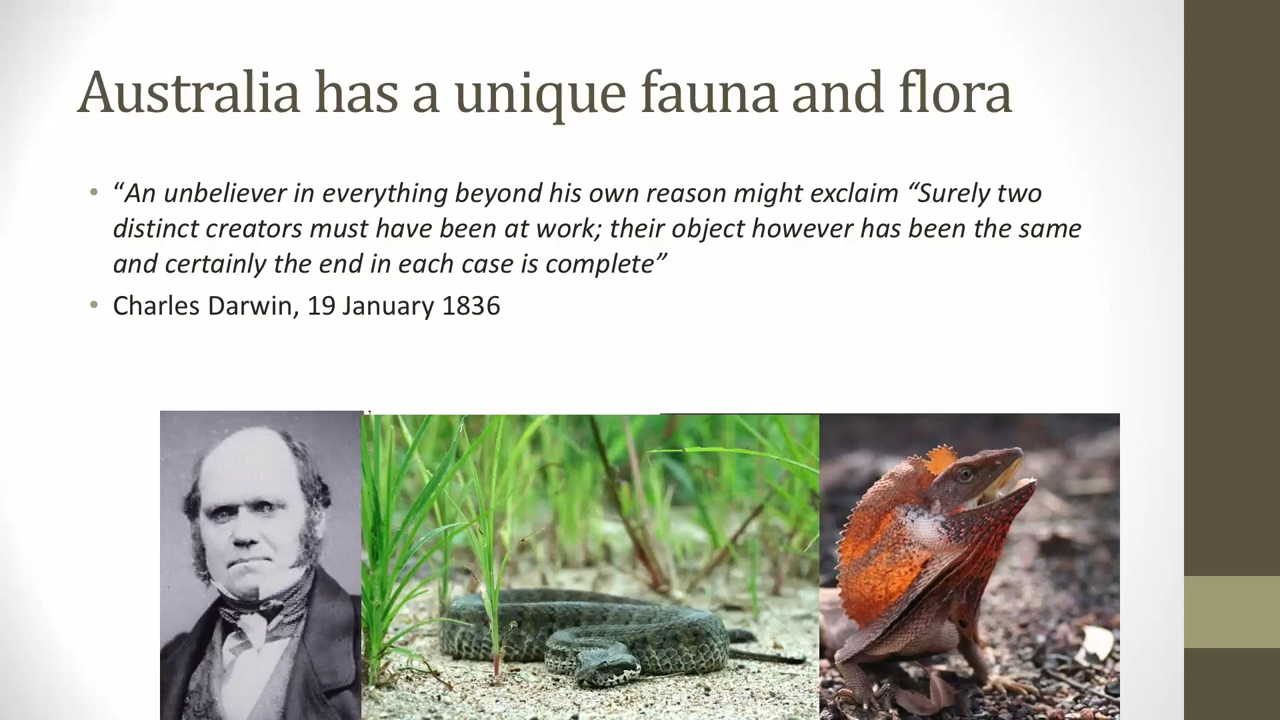 Australia has a unique fauna and flora
• “An unbeliever in everything beyond his own reason might exclaim “Surely two
distinct creators must have been at work; their object however has been the same
and certainly the end in each case is complete”
• Charles Darwin, 19 January 1836